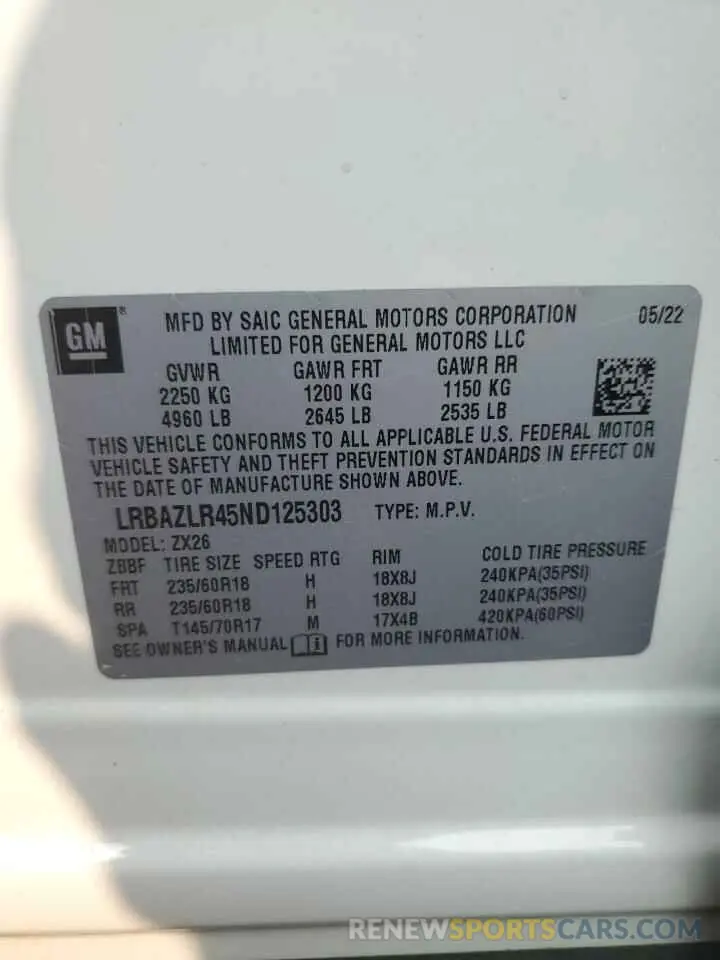 GM ® MFD BY SAIC GENERAL MOTORS CORPORATION 05/22
LIMITED FOR GENERAL MOTORS LLC
GVWR GAWR FRT GAWR RR
2250 KG 1200 KG 1150 KG
4960 LB 2645 LB 2535 LB
THIS VEHICLE CONFORMS TO ALL APPLICABLE U.S. FEDERAL MOTOR
VEHICLE SAFETY AND THEFT PREVENTION STANDARDS IN EFFECT ON
THE DATE OF MANUFACTURE SHOWN ABOVE.
LRBAZLR45ND125303 TYPE: M.P.V.
MODEL: ZX26
ZBBF TIRE SIZE SPEED RTG RIM COLD TIRE PRESSURE
FRT 235/60R18 H 18X8J 240KPA(35PSI)
RR 235/60R18 H 18X8J 240KPA(35PSI)
SPA T145/70R17 M 17X4B 420KPA(60PSI)
SEE OWNER'S MANUAL i FOR MORE INFORMATION.
RENEWSPORTSCARS.COM